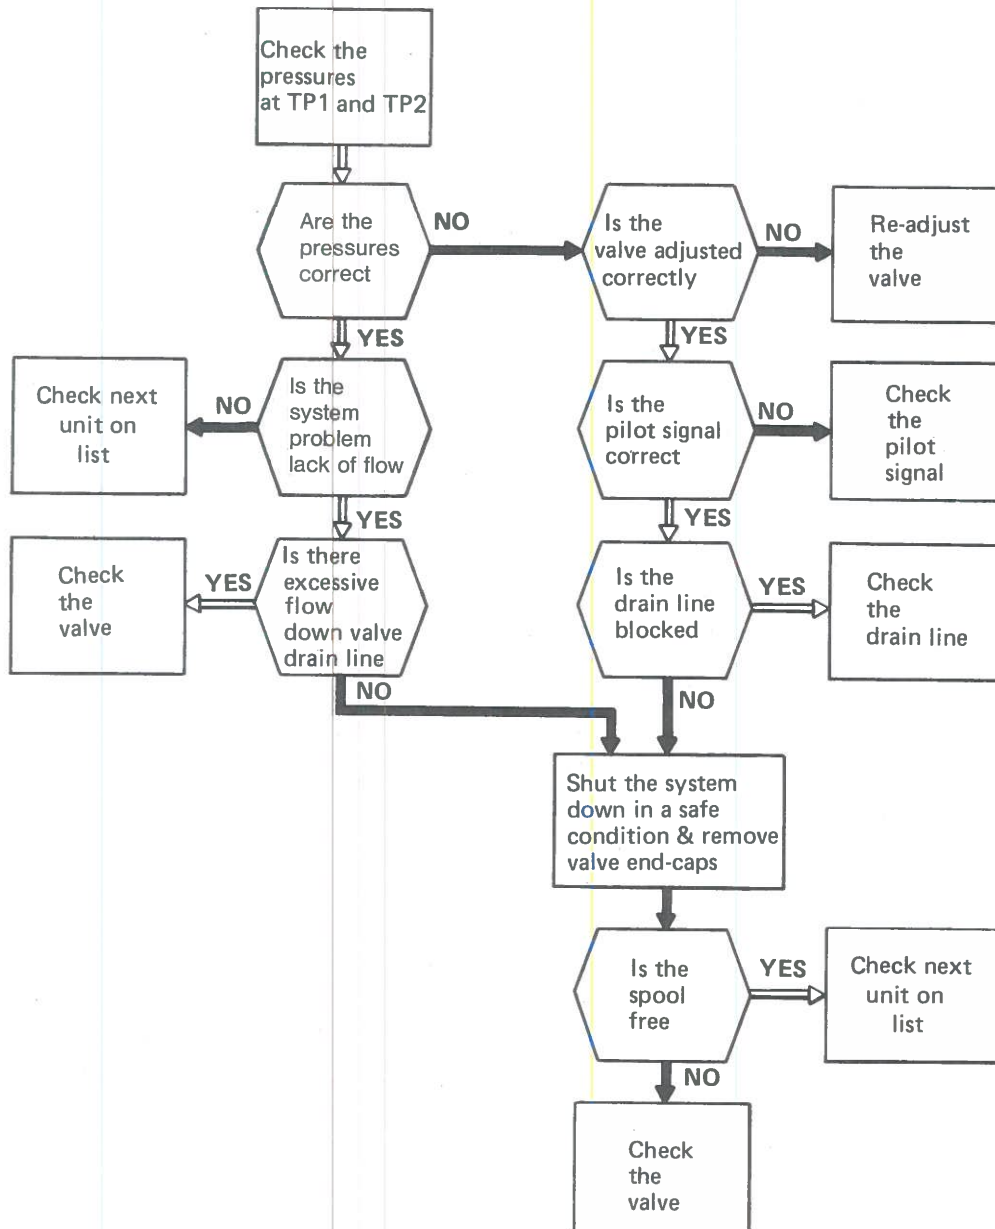 Check the
pressures
at TP1 and TP2
Are the
pressures
correct
NO
Is the
valve adjusted
correctly
NO
Re-adjust
the
valve
YES
YES
Check next
unit on
list
NO
Is the
system
problem
lack of flow
Is the
pilot signal
correct
NO
Check
the
pilot
signal
YES
YES
Check
the
valve
YES
Is there
excessive
flow
down valve
drain line
Is the
drain line
blocked
YES
Check
the
drain line
NO
NO
Shut the system
down in a safe
condition & remove
valve end-caps
Is the
spool
free
YES
Check next
unit on
list
NO
Check
the
valve